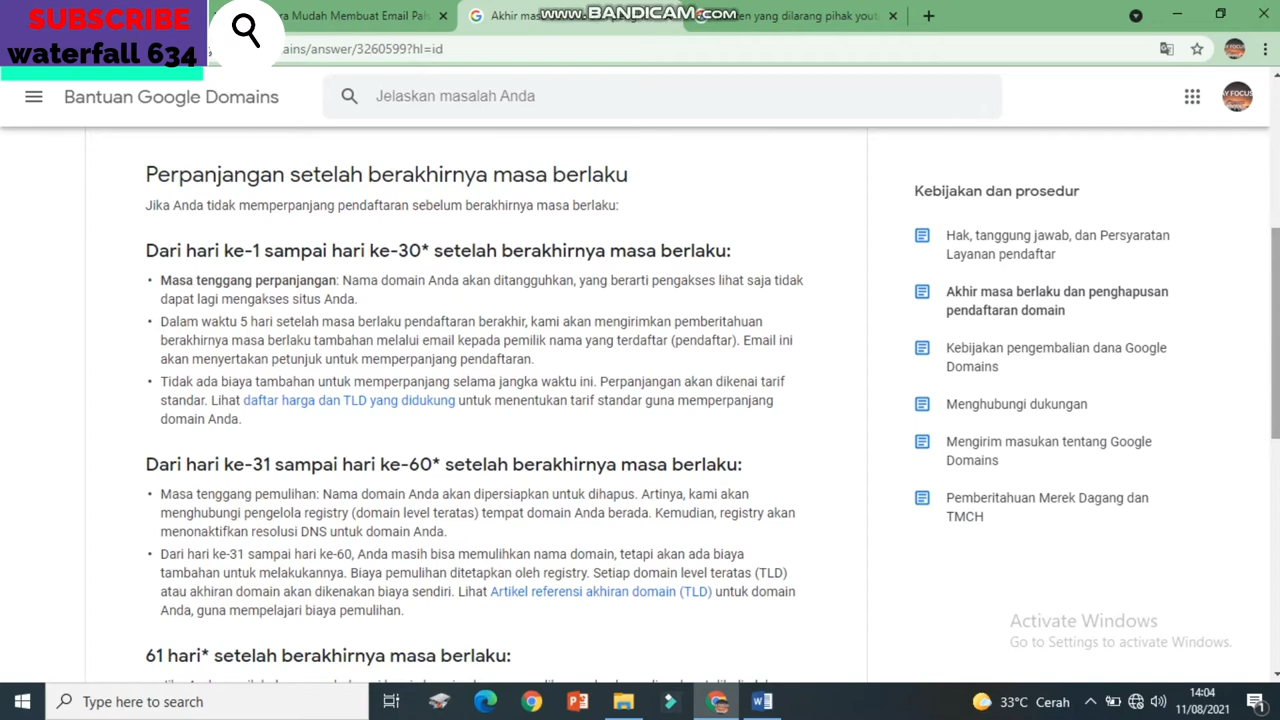 SUBSCRIBE
waterfall 634
ra Mudah Membuat Email Pah
Akhir mas
www.BANDICAM.com
ten yang dilarang pihak yout
ains/answer/3260599?hl=id
Bantuan Google Domains
Jelaskan masalah Anda
AY FOCUS
Perpanjangan setelah berakhirnya masa berlaku
Jika Anda tidak memperpanjang pendaftaran sebelum berakhirnya masa berlaku:
Dari hari ke-1 sampai hari ke-30* setelah berakhirnya masa berlaku:
• Masa tenggang perpanjangan: Nama domain Anda akan ditangguhkan, yang berarti pengakses lihat saja tidak
dapat lagi mengakses situs Anda.
• Dalam waktu 5 hari setelah masa berlaku pendaftaran berakhir, kami akan mengirimkan pemberitahuan
berakhirnya masa berlaku tambahan melalui email kepada pemilik nama yang terdaftar (pendaftar). Email ini
akan menyertakan petunjuk untuk memperpanjang pendaftaran.
• Tidak ada biaya tambahan untuk memperpanjang selama jangka waktu ini. Perpanjangan akan dikenai tarif
standar. Lihat daftar harga dan TLD yang didukung untuk menentukan tarif standar guna memperpanjang
domain Anda.
Dari hari ke-31 sampai hari ke-60* setelah berakhirnya masa berlaku:
• Masa tenggang pemulihan: Nama domain Anda akan dipersiapkan untuk dihapus. Artinya, kami akan
menghubungi pengelola registry (domain level teratas) tempat domain Anda berada. Kemudian, registry akan
menonaktifkan resolusi DNS untuk domain Anda.
• Dari hari ke-31 sampai hari ke-60, Anda masih bisa memulihkan nama domain, tetapi akan ada biaya
tambahan untuk melakukannya. Biaya pemulihan ditetapkan oleh registry. Setiap domain level teratas (TLD)
atau akhiran domain akan dikenakan biaya sendiri. Lihat Artikel referensi akhiran domain (TLD) untuk domain
Anda, guna mempelajari biaya pemulihan.
61 hari* setelah berakhirnya masa berlaku:
Kebijakan dan prosedur
Hak, tanggung jawab, dan Persyaratan
Layanan pendaftar
Akhir masa berlaku dan penghapusan
pendaftaran domain
Kebijakan pengembalian dana Google
Domains
Menghubungi dukungan
Mengirim masukan tentang Google
Domains
Pemberitahuan Merek Dagang dan
TMCH
Activate Windows
Go to Settings to activate Windows.
Type here to search
33°C Cerah
14:04
11/08/2021